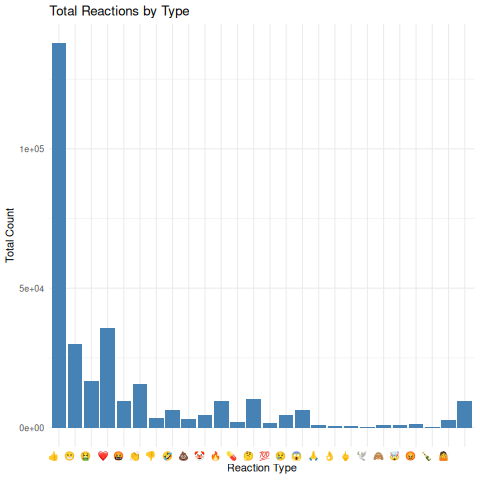 Total Reactions by Type
Total Count
1e+05
5e+04
0e+00
👍 😁 🤮 ❤️ 🤬 👏 👎 🤣 💩 🤡 🔥 💊 🤔 💯 😢 😱 🙏 👌 🖕 🕊 🙈 🤯 😡 🍾 🤷
Reaction Type